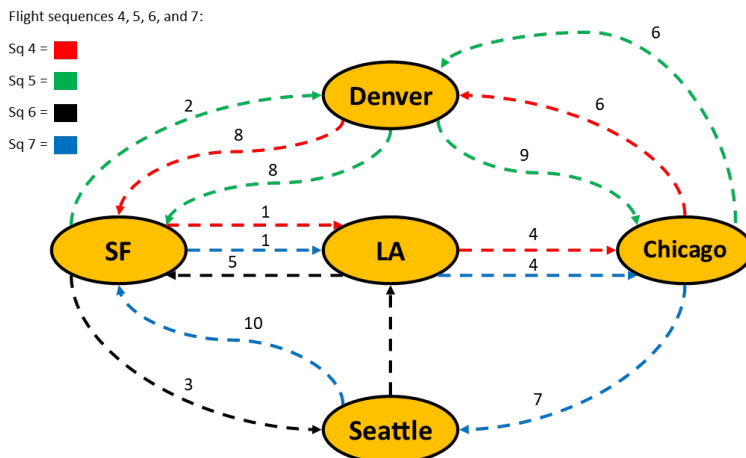 Flight sequences 4, 5, 6, and 7:
Sq 4 =
Sq 5 =
Sq 6 =
Sq 7 =
6
Denver
2
6
8
9
8
1
SF
1
LA
4
Chicago
5
4
10
3
7
Seattle